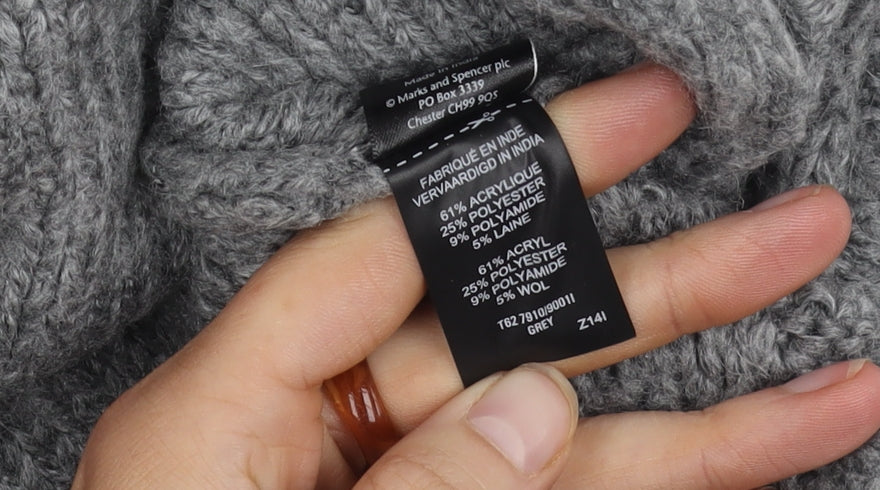 Made in India
© Marks and Spencer plc
PO Box 3339
Chester CH99 9QS
FABRIQUÉ EN INDE
VERVAARDIGD IN INDIA
61% ACRYLIQUE
25% POLYESTER
9% POLYAMIDE
5% LAINE
61% ACRYL
25% POLYESTER
9% POLYAMIDE
5% WOL
T62 7910/9001I
GREY
Z14I